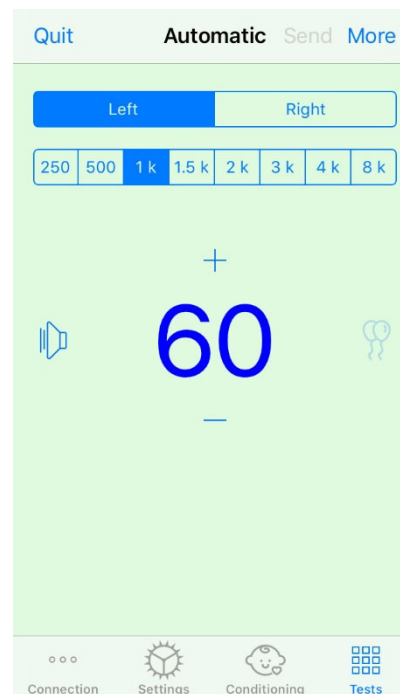 Quit Automatic Send More
Left Right
250 500 1 k 1.5 k 2 k 3 k 4 k 8 k
+
60
−
Connection Settings Conditioning Tests